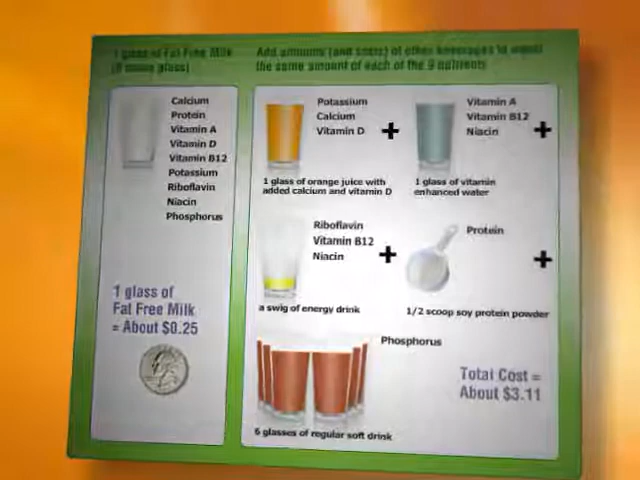 1 glass of Fat Free Milk
(8 ounce glass)
Calcium
Protein
Vitamin A
Vitamin D
Vitamin B12
Potassium
Riboflavin
Niacin
Phosphorus
1 glass of
Fat Free Milk
= About $0.25
Add amounts (and costs) of other beverages to equal
the same amount of each of the 9 nutrients
Potassium
Calcium
Vitamin D
+
1 glass of orange juice with
added calcium and vitamin D
Vitamin A
Vitamin B12
Niacin
+
1 glass of vitamin
enhanced water
Riboflavin
Vitamin B12
Niacin
+
a swig of energy drink
Protein
+
1/2 scoop soy protein powder
Phosphorus
6 glasses of regular soft drink
Total Cost =
About $3.11